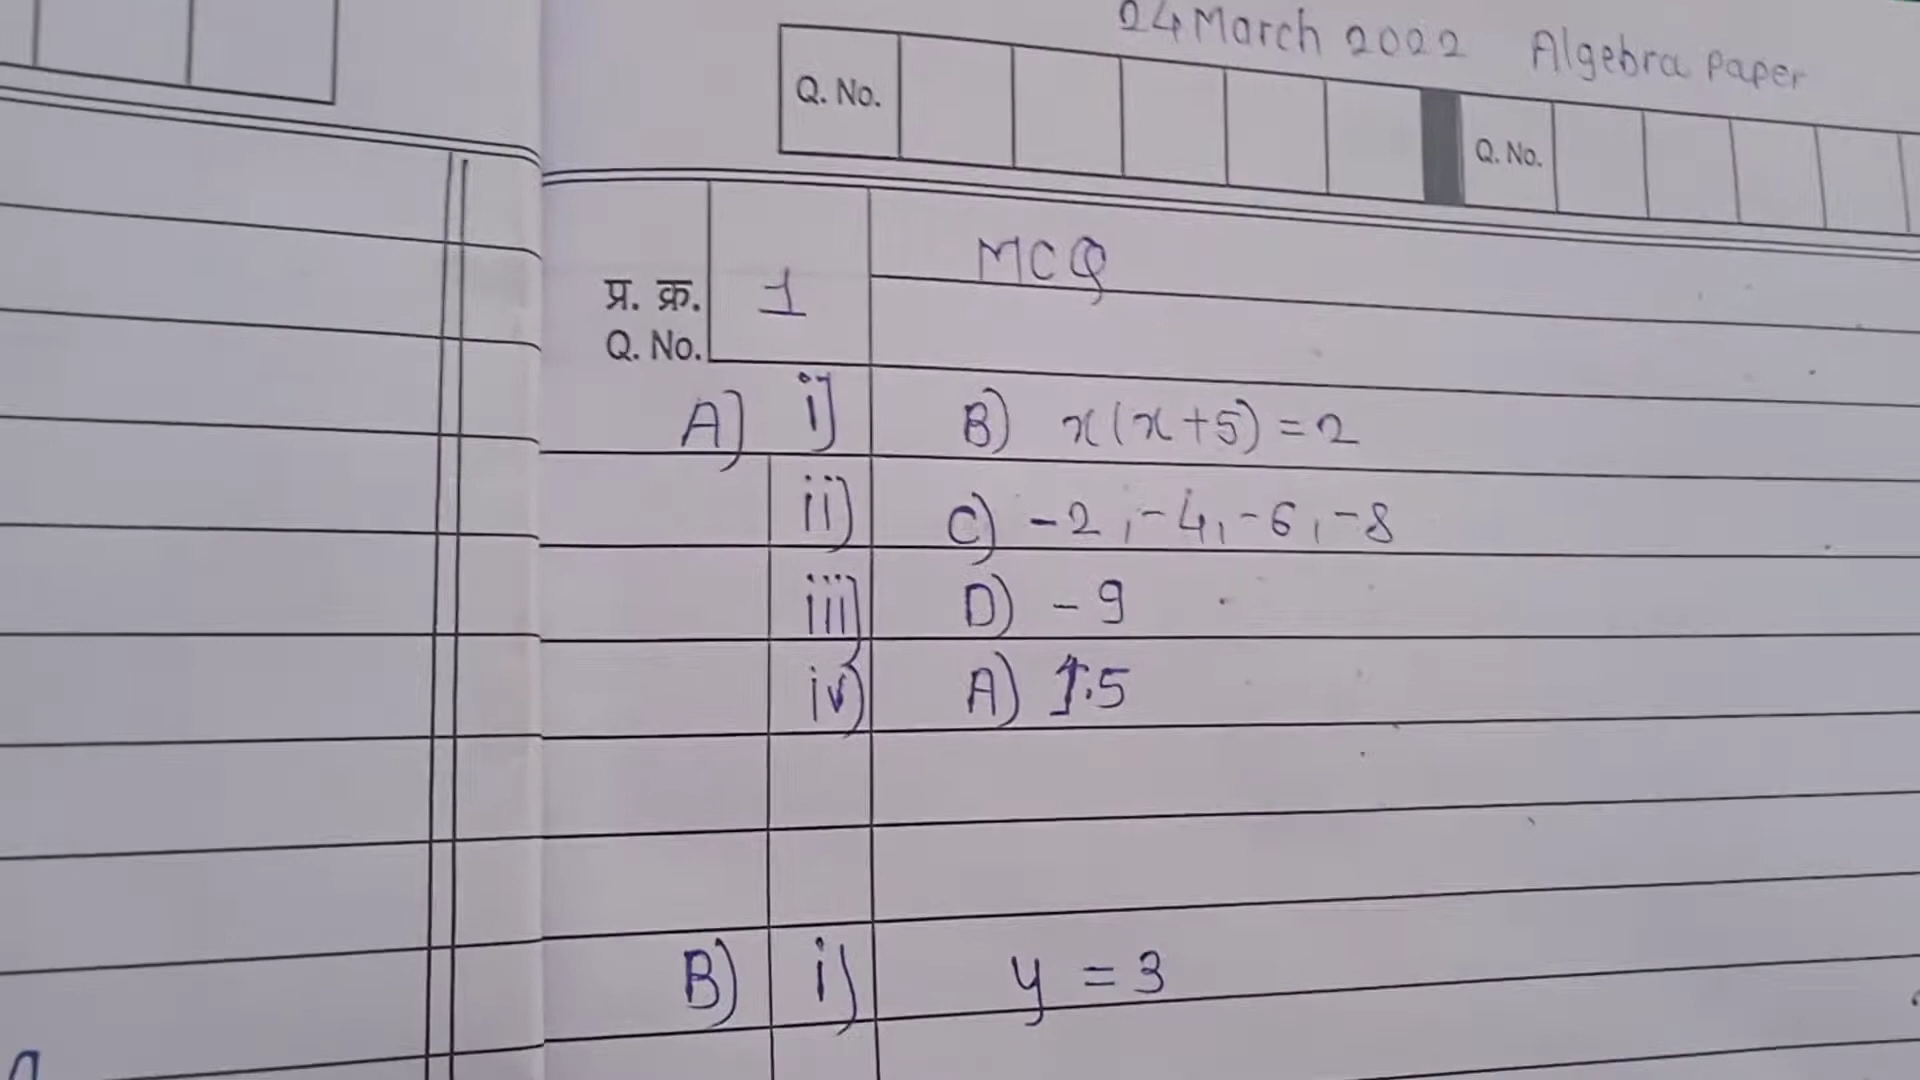 24 March 2022 Algebra paper
Q. No. Q. No.
MCQ
प्र. क्र. 1
Q. No.
A) i) B) x(x+5) = 2
ii) C) -2, -4, -6, -8
iii) D) -9
iv) A) 1.5
B) i) y = 3